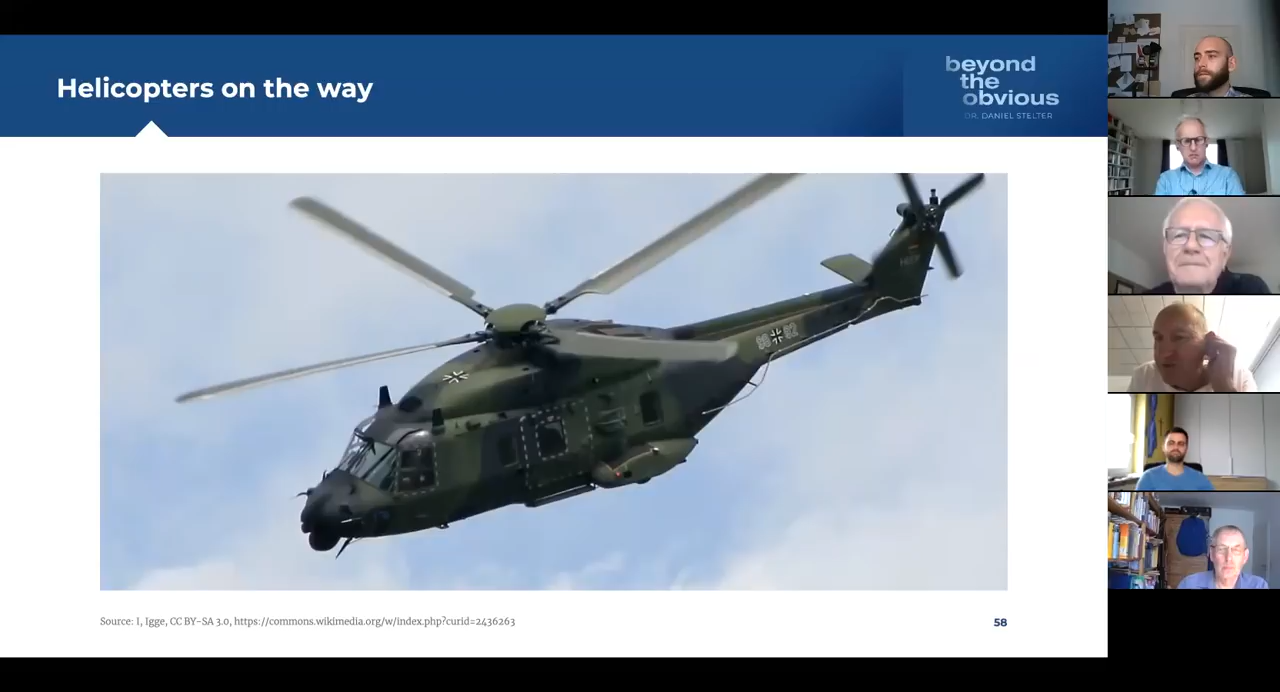 Helicopters on the way
beyond
the
obvious
DR. DANIEL STELTER
Source: I, Igge, CC BY-SA 3.0, https://commons.wikimedia.org/w/index.php?curid=2436263
58